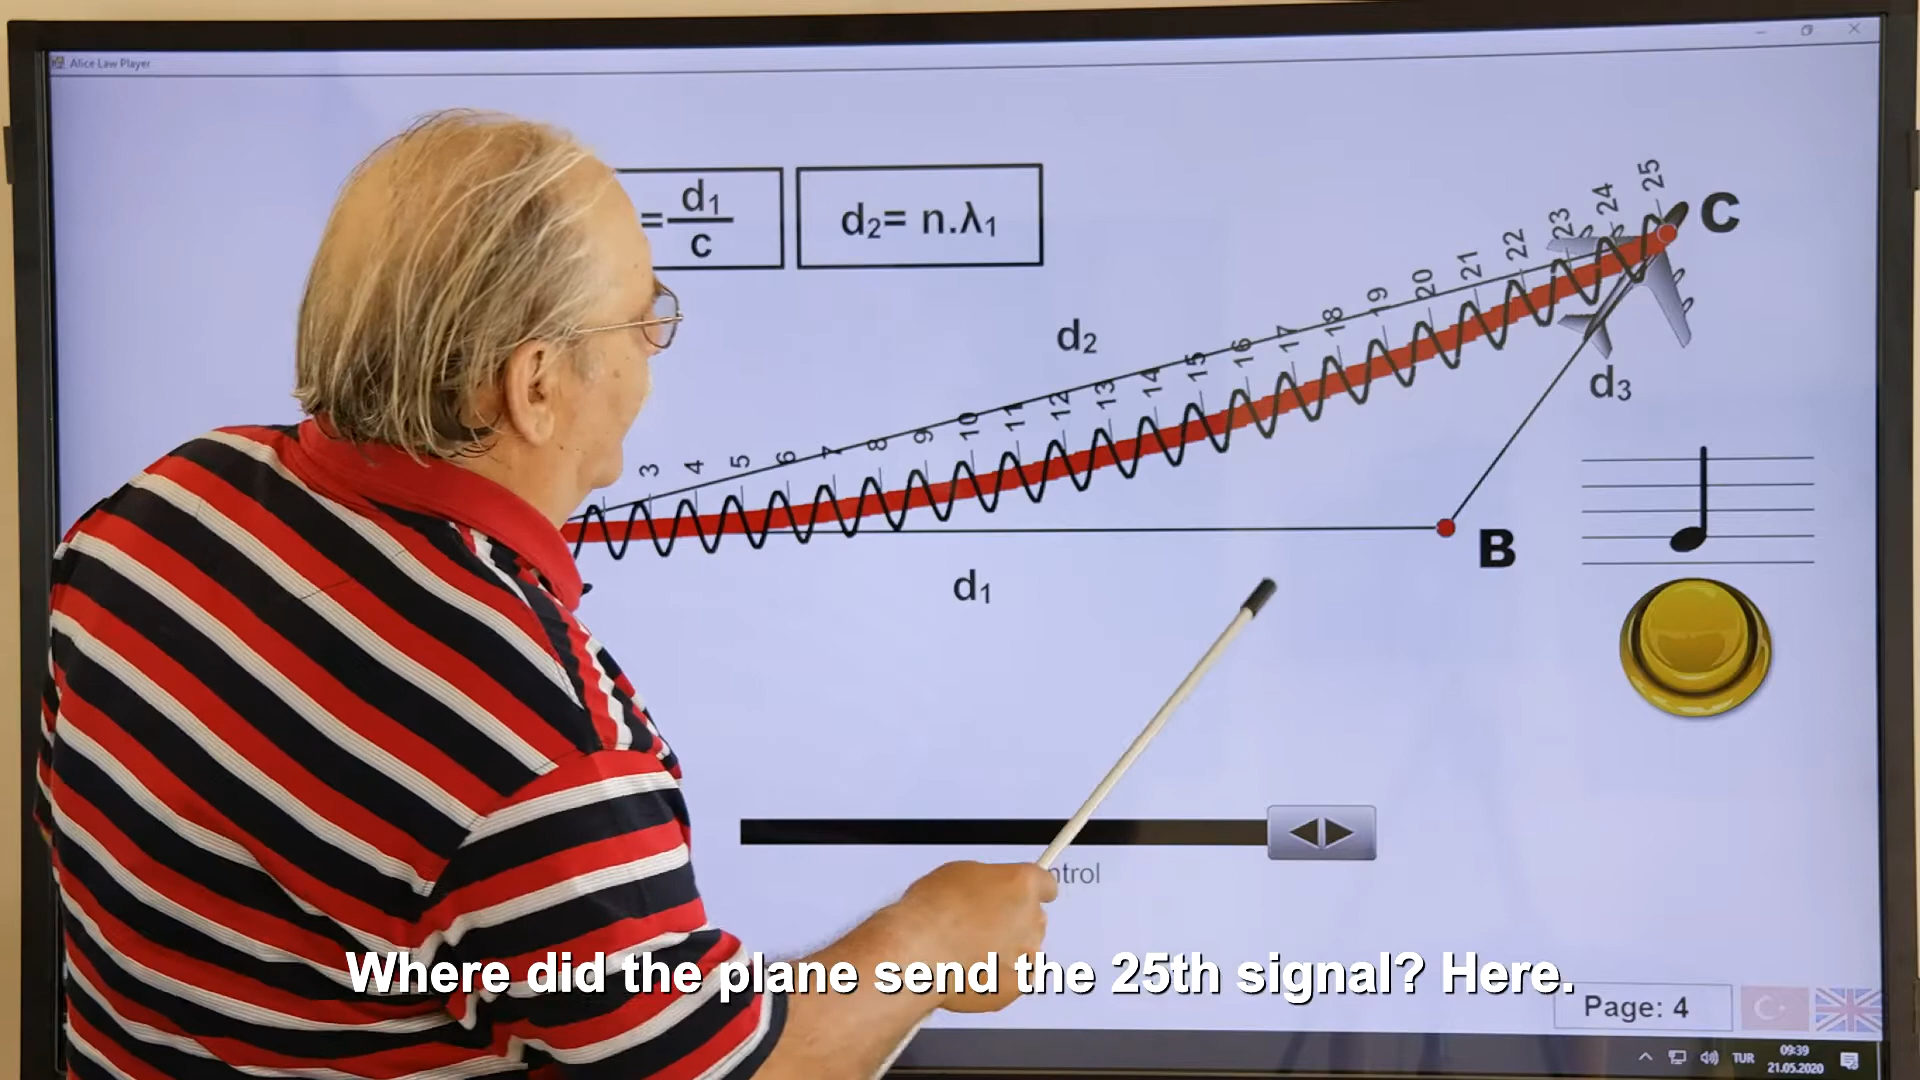 Alice Law Player
= d₁ / c
d₂= n.λ₁
3 4 5 6 7 8 9 10 11 12 13 14 15 16 17 18 19 20 21 22 23 24 25
C
d₂
d₃
B
d₁
ntrol
Where did the plane send the 25th signal? Here.
Page: 4
TUR
09:39
21.05.2020